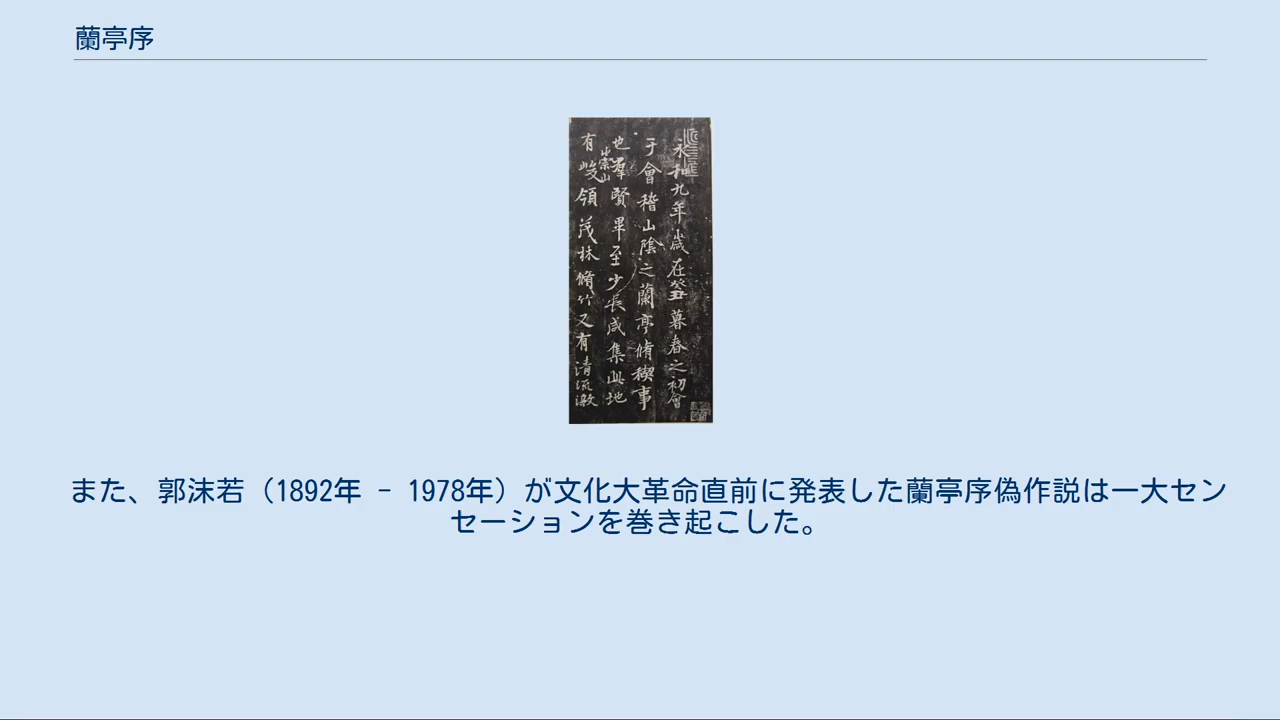 蘭亭序
永和九年歳在癸丑暮春之初會
于會稽山陰之蘭亭脩稧事
也羣賢畢至少長咸集此地
此
有崇山
峻領茂林脩竹又有清流激
また、郭沫若（1892年 - 1978年）が文化大革命直前に発表した蘭亭序偽作説は一大セン
セーションを巻き起こした。